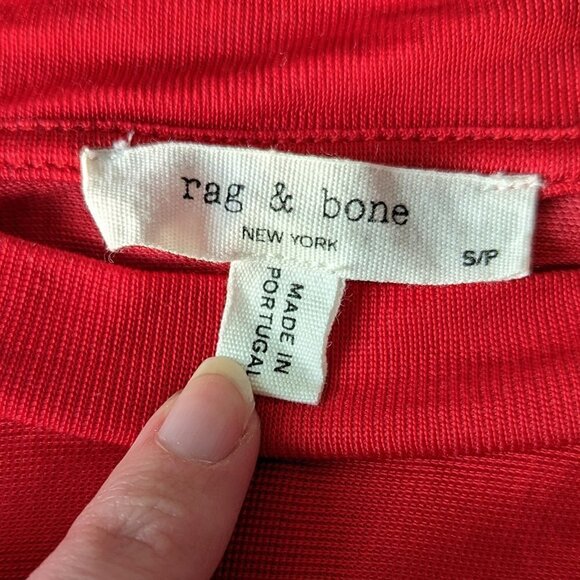 rag & bone
NEW YORK
S/P
MADE IN
PORTUGAL